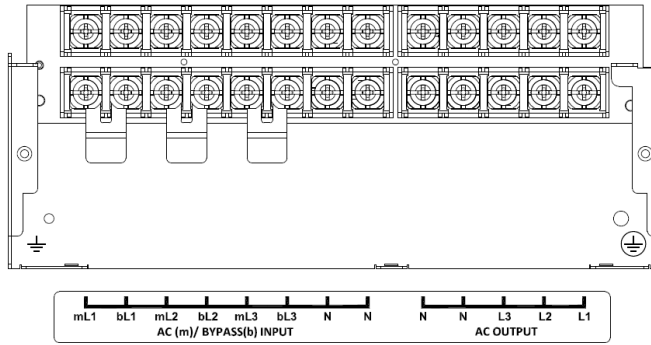 mL1 bL1 mL2 bL2 mL3 bL3 N N N N L3 L2 L1
AC (m)/ BYPASS(b) INPUT AC OUTPUT